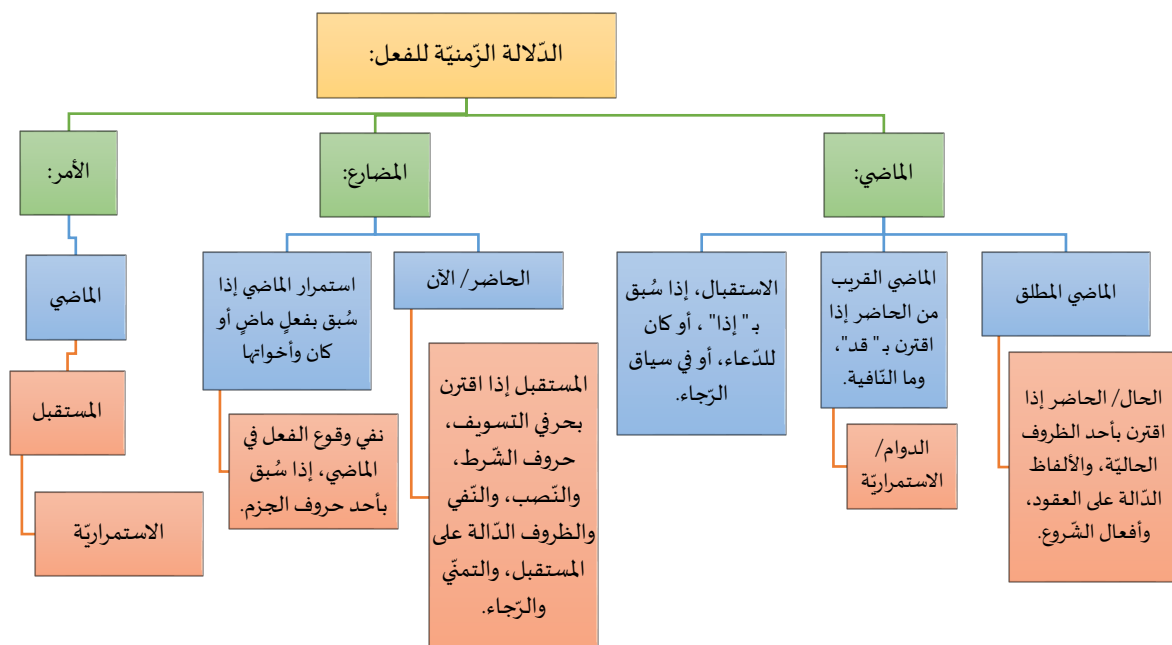 الدّلالة الزّمنيّة للفعل:
الماضي:
المضارع:
الأمر:
الماضي المطلق
الحال/ الحاضر إذا
اقترن بأحد الظروف
الحاليّة، والألفاظ
الدّالة على العقود،
وأفعال الشّروع.
الماضي القريب
من الحاضر إذا
اقترن بـ" قد"،
وما النّافية.
الدوام/
الاستمراريّة
الاستقبال، إذا سُبق
بـ" إذا" ، أو كان
للدّعاء، أو في سياق
الرّجاء.
الحاضر/ الآن
المستقبل إذا اقترن
بحرفي التسويف،
حروف الشّرط،
والنّصب، والنّفي
والظروف الدّالة على
المستقبل، والتمنّي
والرّجاء.
استمرار الماضي إذا
سُبق بفعلٍ ماضٍ أو
كان وأخواتها
نفي وقوع الفعل في
الماضي، إذا سُبق
بأحد حروف الجزم.
الماضي
المستقبل
الاستمراريّة